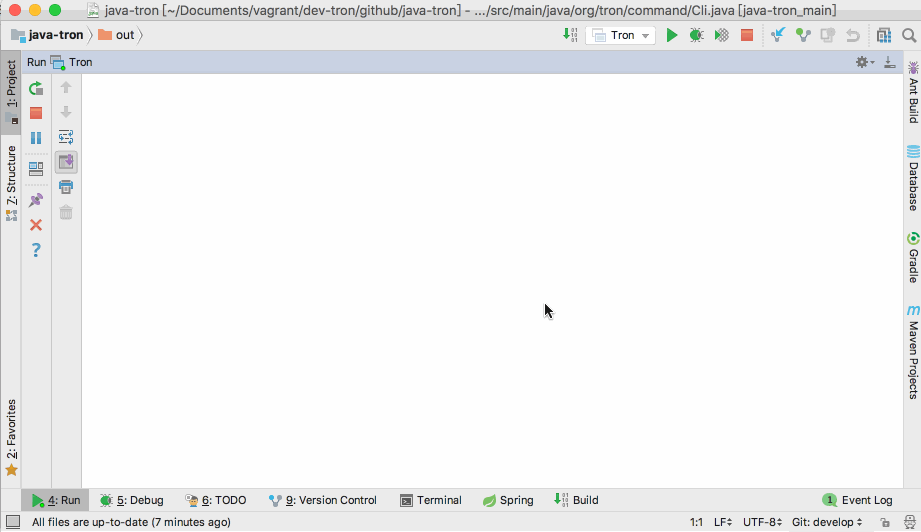 java-tron [~/Documents/vagrant/dev-tron/github/java-tron] - .../src/main/java/org/tron/command/Cli.java [java-tron_main]
java-tron out Tron
Run Tron
1: Project
Z: Structure
2: Favorites
Ant Build
Database
Gradle
Maven Projects
4: Run 5: Debug 6: TODO 9: Version Control Terminal Spring Build 1 Event Log
All files are up-to-date (7 minutes ago) 1:1 LF UTF-8 Git: develop